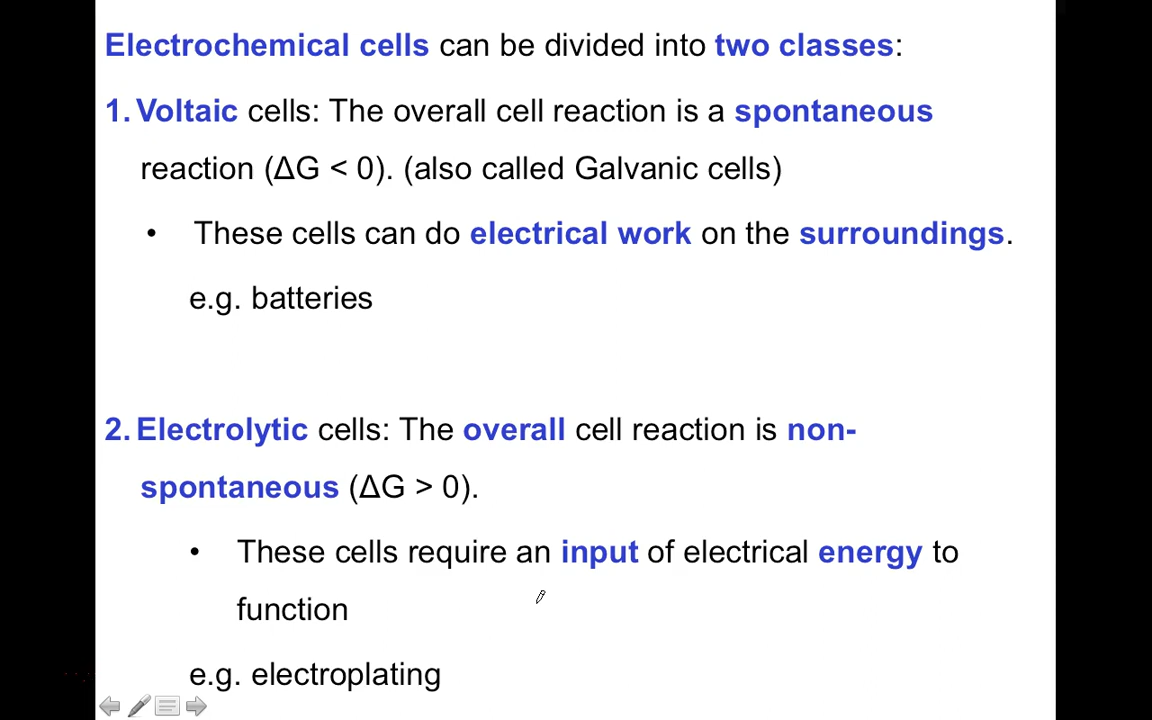 Electrochemical cells can be divided into two classes:
1. Voltaic cells: The overall cell reaction is a spontaneous
reaction (ΔG < 0). (also called Galvanic cells)
• These cells can do electrical work on the surroundings.
e.g. batteries
2. Electrolytic cells: The overall cell reaction is non-
spontaneous (ΔG > 0).
• These cells require an input of electrical energy to
function
e.g. electroplating